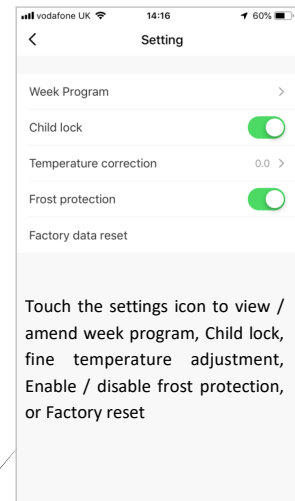 vodafone UK 14:16 60%
Setting
Week Program
Child lock
Temperature correction 0.0
Frost protection
Factory data reset
Touch the settings icon to view /
amend week program, Child lock,
fine temperature adjustment,
Enable / disable frost protection,
or Factory reset